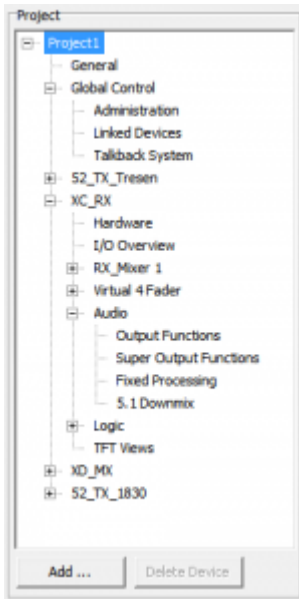 Project
Project1
General
Global Control
Administration
Linked Devices
Talkback System
52_TX_Tresen
XC_RX
Hardware
I/O Overview
RX_Mixer 1
Virtual 4 Fader
Audio
Output Functions
Super Output Functions
Fixed Processing
5.1 Downmix
Logic
TFT Views
XD_MX
52_TX_1830
Add ... Delete Device